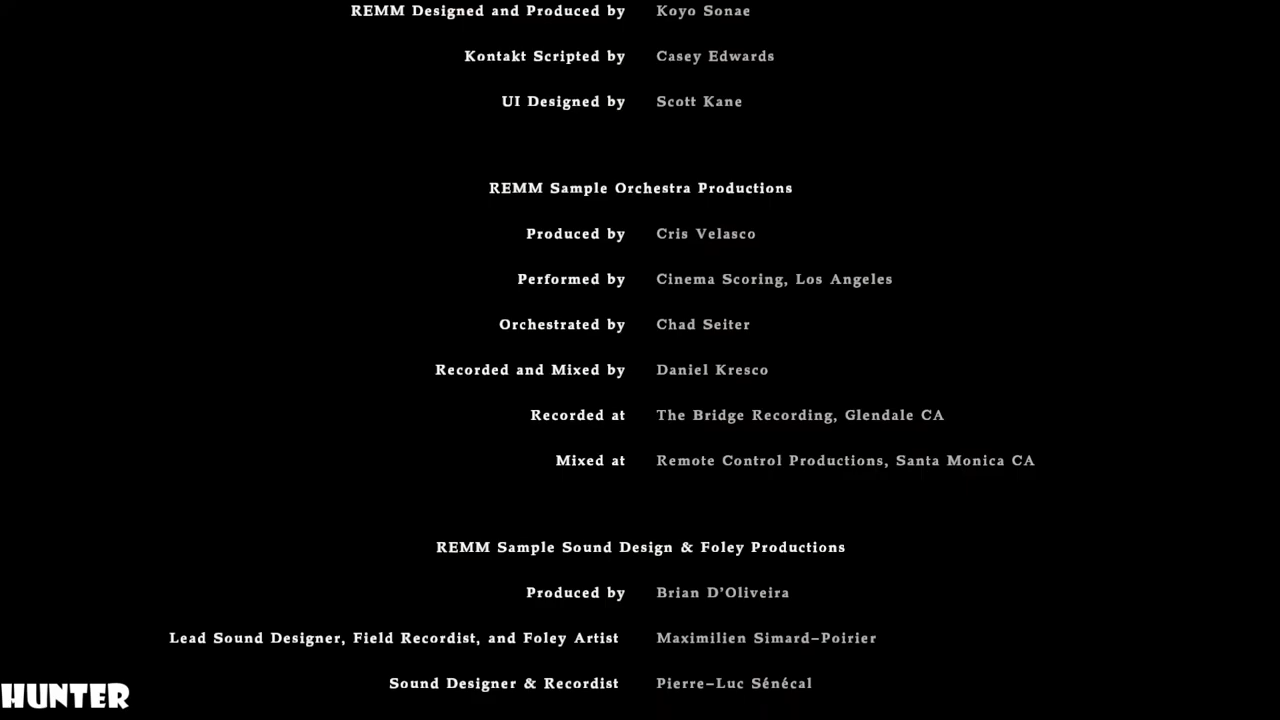 REMM Designed and Produced by Koyo Sonae
Kontakt Scripted by Casey Edwards
UI Designed by Scott Kane
REMM Sample Orchestra Productions
Produced by Cris Velasco
Performed by Cinema Scoring, Los Angeles
Orchestrated by Chad Seiter
Recorded and Mixed by Daniel Kresco
Recorded at The Bridge Recording, Glendale CA
Mixed at Remote Control Productions, Santa Monica CA
REMM Sample Sound Design & Foley Productions
Produced by Brian D'Oliveira
Lead Sound Designer, Field Recordist, and Foley Artist Maximilien Simard-Poirier
Sound Designer & Recordist Pierre-Luc Sénécal
HUNTER